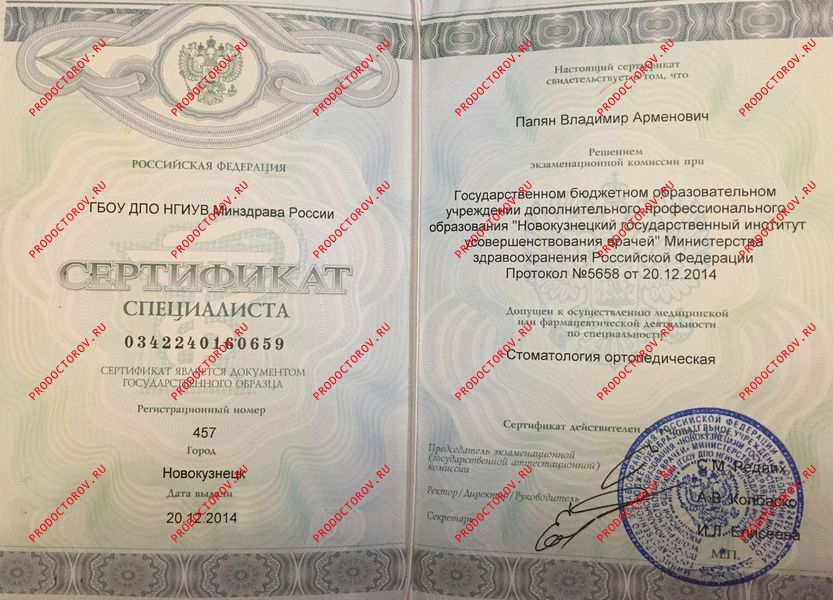 РОССИЙСКАЯ ФЕДЕРАЦИЯ
ГБОУ ДПО НГИУВ Минздрава России
СЕРТИФИКАТ
СПЕЦИАЛИСТА
0342240160659
СЕРТИФИКАТ ЯВЛЯЕТСЯ ДОКУМЕНТОМ
ГОСУДАРСТВЕННОГО ОБРАЗЦА
Регистрационный номер
457
Город
Новокузнецк
Дата выдачи
20.12.2014
Настоящий сертификат
свидетельствует о том, что
Папян Владимир Арменович
Решением
экзаменационной комиссии при
Государственном бюджетном образовательном
учреждении дополнительного профессионального
образования "Новокузнецкий государственный институт
усовершенствования врачей" Министерства
здравоохранения Российской Федерации
Протокол №5658 от 20.12.2014
Допущен к осуществлению медицинской
или фармацевтической деятельности
по специальности
Стоматология ортопедическая
Сертификат действителен
Председатель экзаменационной
(государственной аттестационной)
комиссии
С.М. Редлих
Ректор/Директор/Руководитель
А.В. Колбаско
Секретарь
И.Л. Елисеева
М.П.
PRODOCTOROV.RU